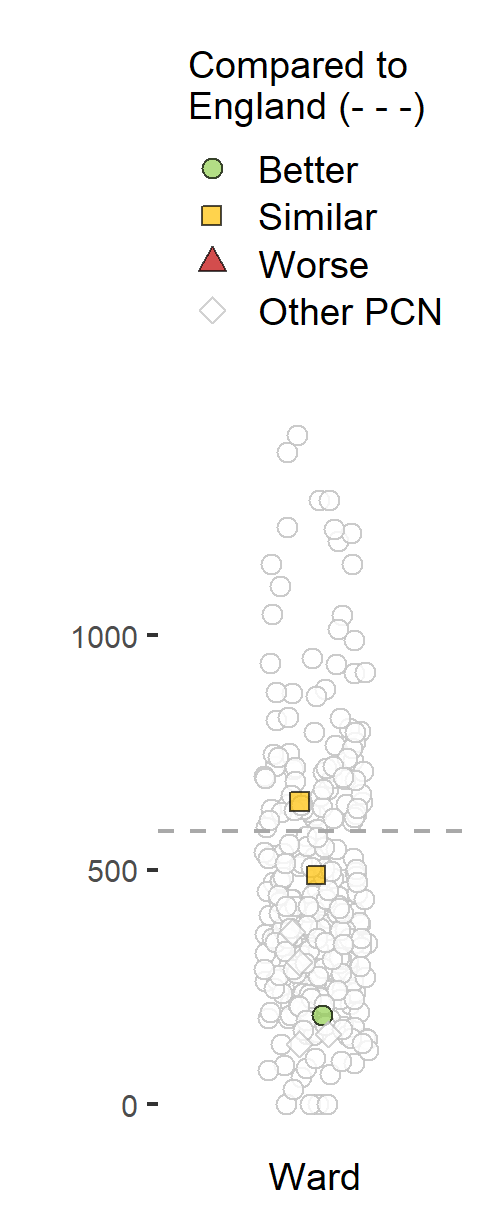 Compared to
England (- - -)
Better
Similar
Worse
Other PCN
1000
500
0
Ward